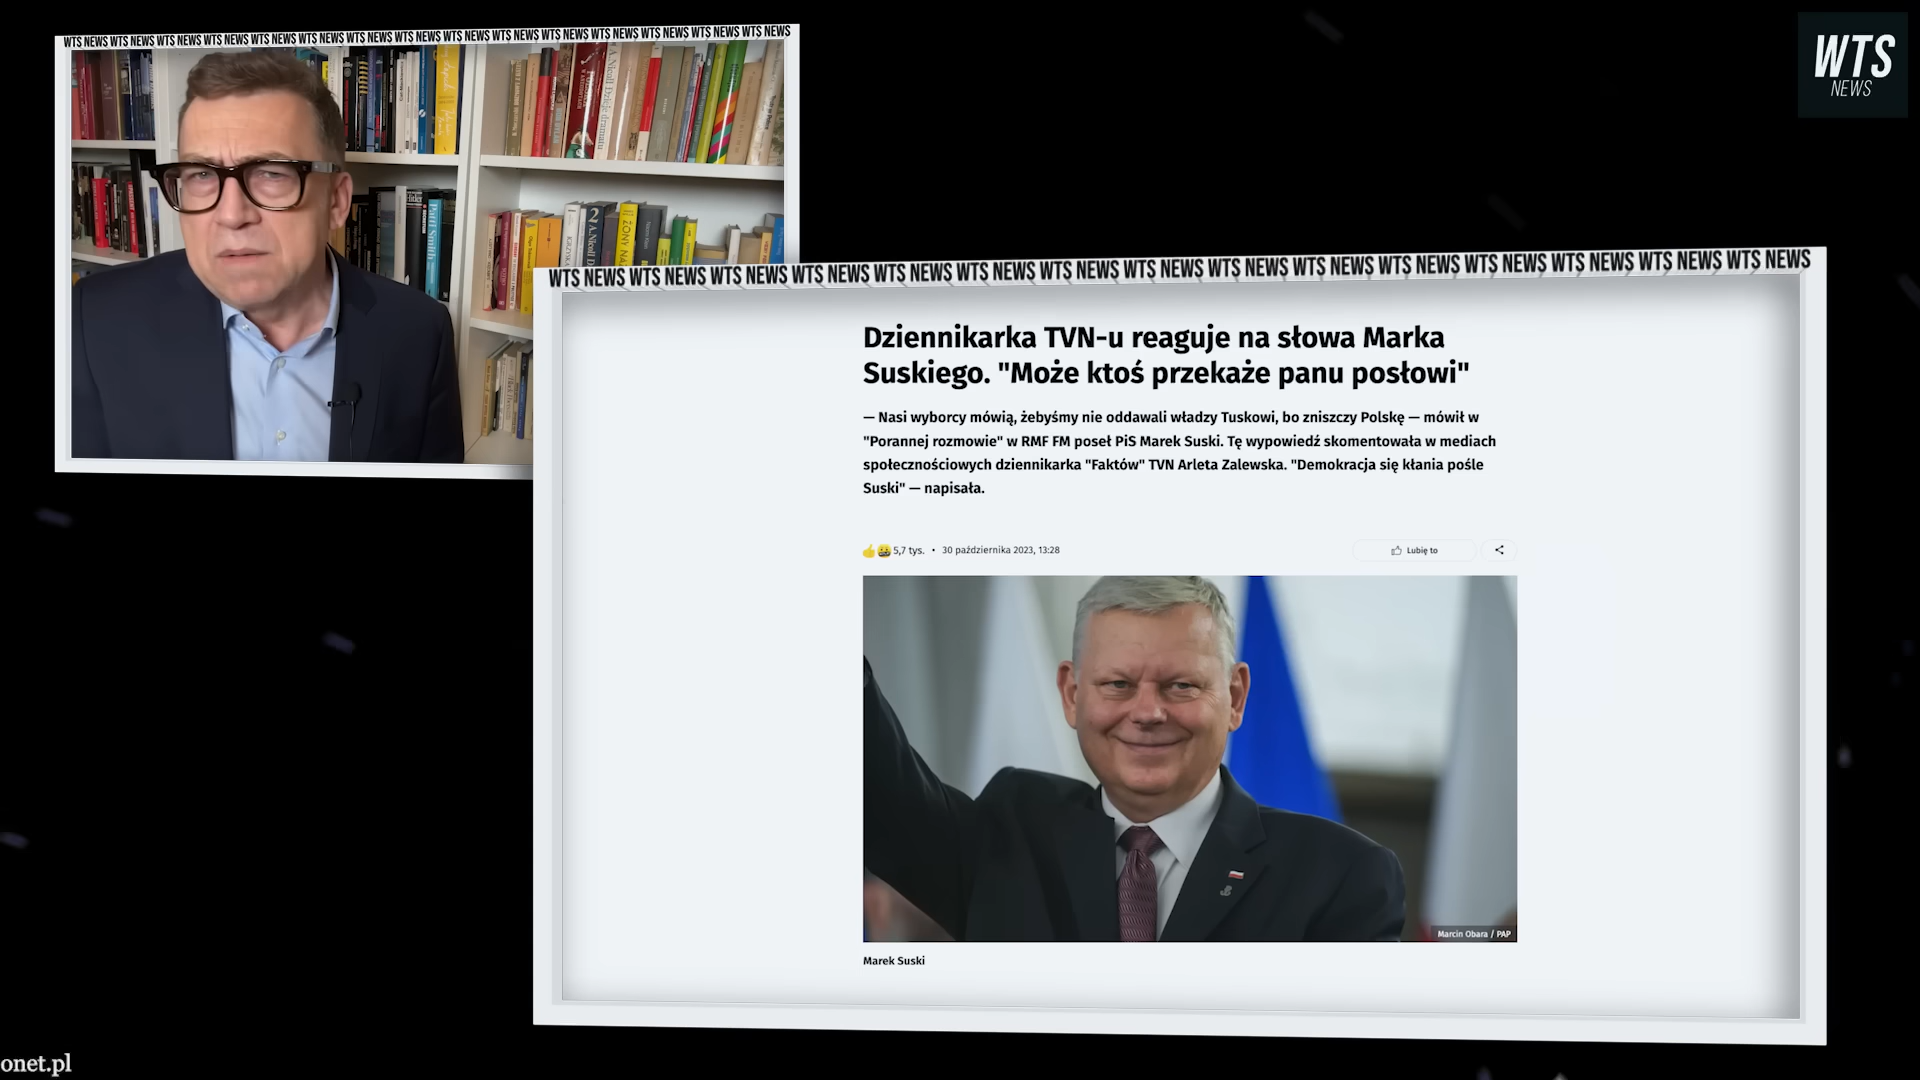 WTS NEWS WTS NEWS WTS NEWS WTS NEWS WTS NEWS WTS NEWS WTS NEWS WTS NEWS WTS NEWS WTS NEWS WTS NEWS WTS NEWS WTS NEWS WTS NEWS WTS NEWS
WTS
NEWS
Hitler
Patti Smith
2
ŻONY
WTS NEWS WTS NEWS WTS NEWS WTS NEWS WTS NEWS WTS NEWS WTS NEWS WTS NEWS WTS NEWS WTS NEWS WTS NEWS WTS NEWS WTS NEWS WTS NEWS WTS NEWS
Dziennikarka TVN-u reaguje na słowa Marka
Suskiego. "Może ktoś przekaże panu posłowi"
— Nasi wyborcy mówią, żebyśmy nie oddawali władzy Tuskowi, bo zniszczy Polskę — mówił w
"Porannej rozmowie" w RMF FM poseł PiS Marek Suski. Tę wypowiedź skomentowała w mediach
społecznościowych dziennikarka "Faktów" TVN Arleta Zalewska. "Demokracja się kłania pośle
Suski" — napisała.
5,7 tys. • 30 października 2023, 13:28
Lubię to
Marcin Obara / PAP
Marek Suski
onet.pl